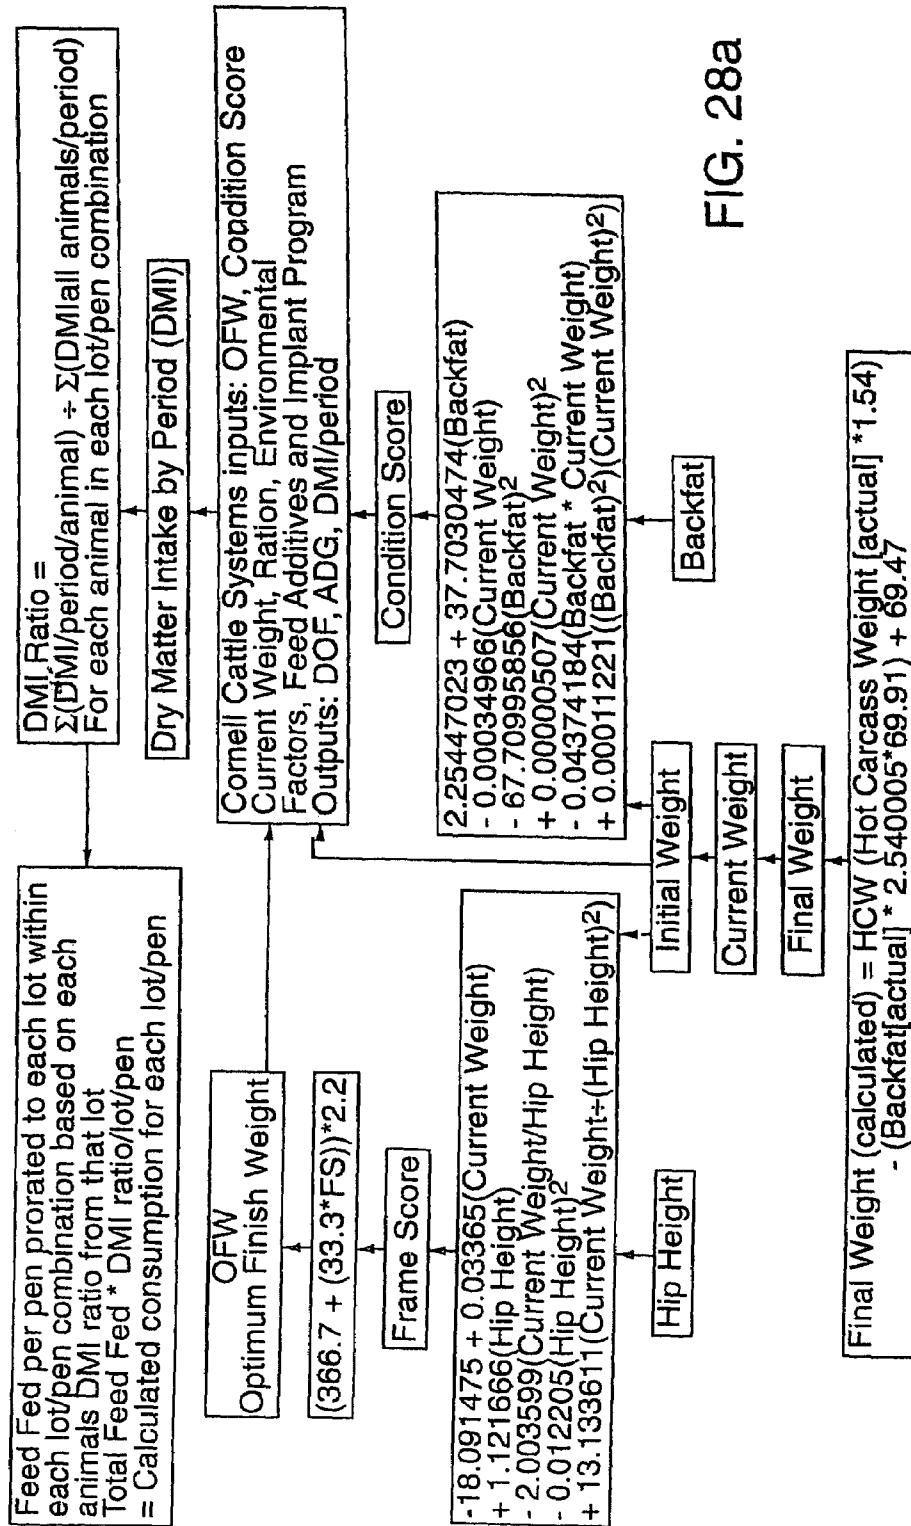 Feed Fed per pen prorated to each lot within
each lot/pen combination based on each
animals DMI ratio from that lot
Total Feed Fed * DMI ratio/lot/pen
= Calculated consumption for each lot/pen
DMI Ratio =
Σ(DMI/period/animal) ÷ Σ(DMIall animals/period)
For each animal in each lot/pen combination
Dry Matter Intake by Period (DMI)
OFW
Optimum Finish Weight
Cornell Cattle Systems inputs: OFW, Condition Score
Current Weight, Ration, Environmental
Factors, Feed Additives and Implant Program
Outputs: DOF, ADG, DMI/period
(366.7 + (33.3*FS))*2.2
Frame Score
Condition Score
-18.091475 + 0.03365(Current Weight)
+ 1.121666(Hip Height)
- 2.003599(Current Weight/Hip Height)
- 0.012205(Hip Height)2
+ 13.133611(Current Weight÷(Hip Height)2)
2.25447023 + 37.7030474(Backfat)
- 0.00034966(Current Weight)
- 67.70995856(Backfat)2
+ 0.00000507(Current Weight)2
- 0.04374184(Backfat * Current Weight)
+ 0.00011221((Backfat)2)(Current Weight)2)
Hip Height
Initial Weight
Backfat
Current Weight
Final Weight
Final Weight (calculated) = HCW (Hot Carcass Weight [actual] *1.54)
- (Backfat[actual] * 2.540005*69.91) + 69.47
FIG. 28a